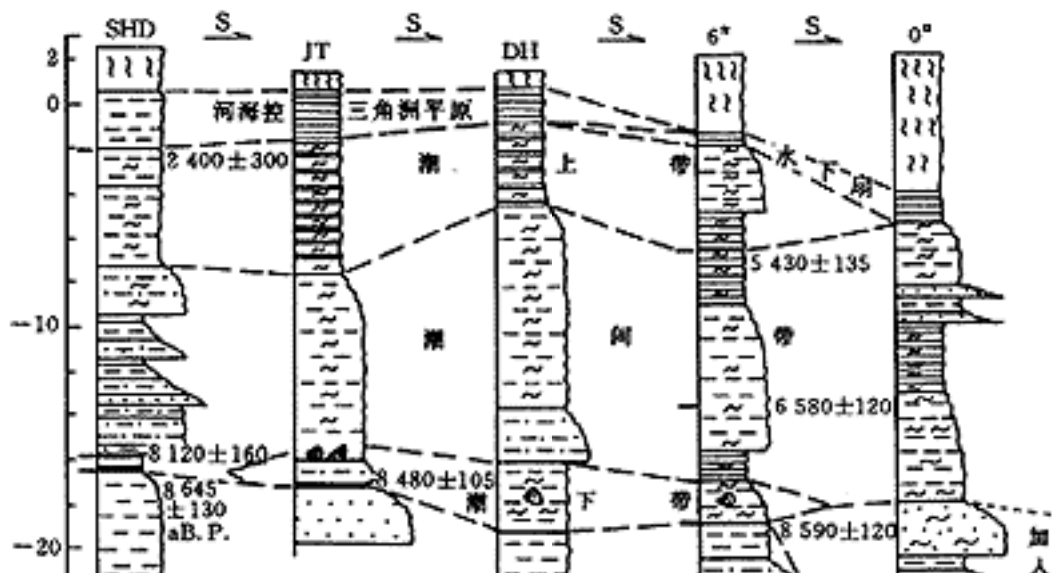 SHD
S
JT
S
DH
S
6*
S
0°
2
0
河海控
三角洲平原
2 400±300
潮
上
带
水
下
扇
5 430±135
-10
潮
间
带
6 580±120
8 120±160
8 480±105
8 645
±130
aB. P.
潮
下
带
8 590±120
-20
加